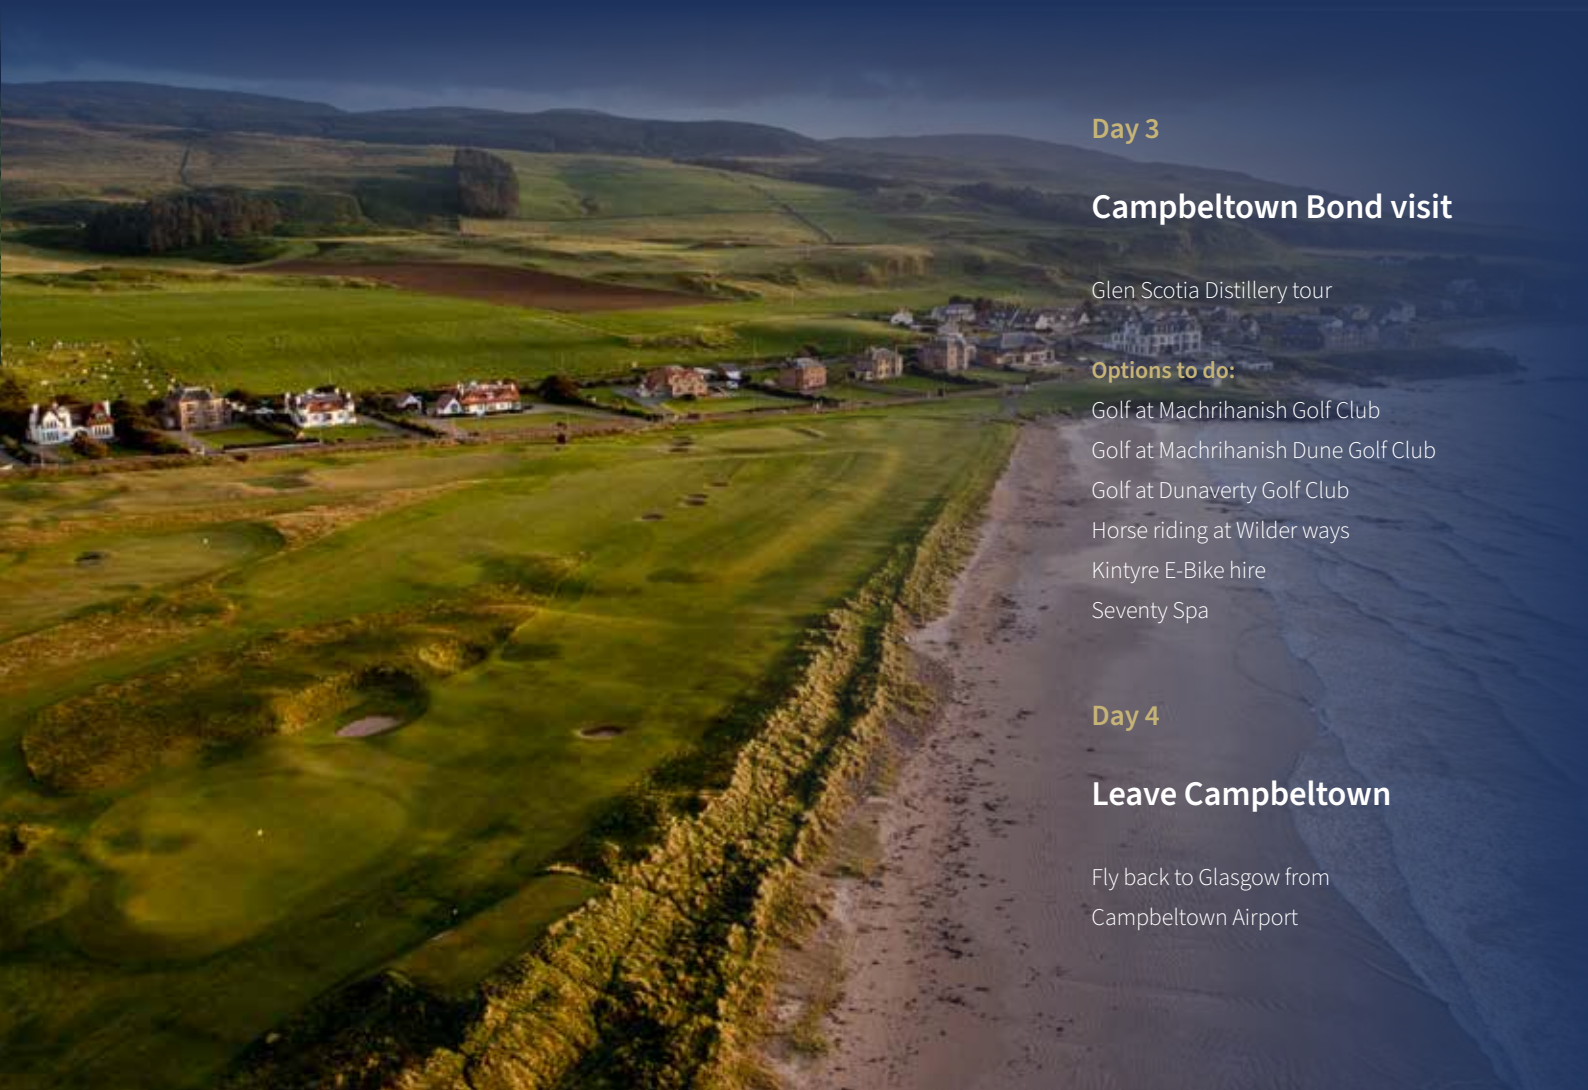 Day 3
Campbeltown Bond visit
Glen Scotia Distillery tour
Options to do:
Golf at Machrihanish Golf Club
Golf at Machrihanish Dune Golf Club
Golf at Dunaverty Golf Club
Horse riding at Wilder ways
Kintyre E-Bike hire
Seventy Spa
Day 4
Leave Campbeltown
Fly back to Glasgow from
Campbeltown Airport